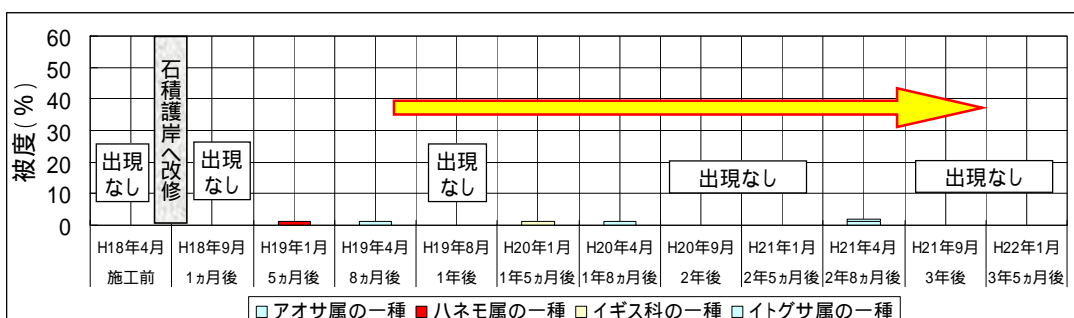 被度(%)
60
50
40
30
20
10
0
出現
なし
石積護岸へ改修
出現
なし
出現
なし
出現なし
出現なし
H18年4月 H18年9月 H19年1月 H19年4月 H19年8月 H20年1月 H20年4月 H20年9月 H21年1月 H21年4月 H21年9月 H22年1月
施工前 1ヵ月後 5ヵ月後 8ヵ月後 1年後 1年5ヵ月後 1年8ヵ月後 2年後 2年5ヵ月後 2年8ヵ月後 3年後 3年5ヵ月後
アオサ属の一種 ハネモ属の一種 イギス科の一種 イトグサ属の一種